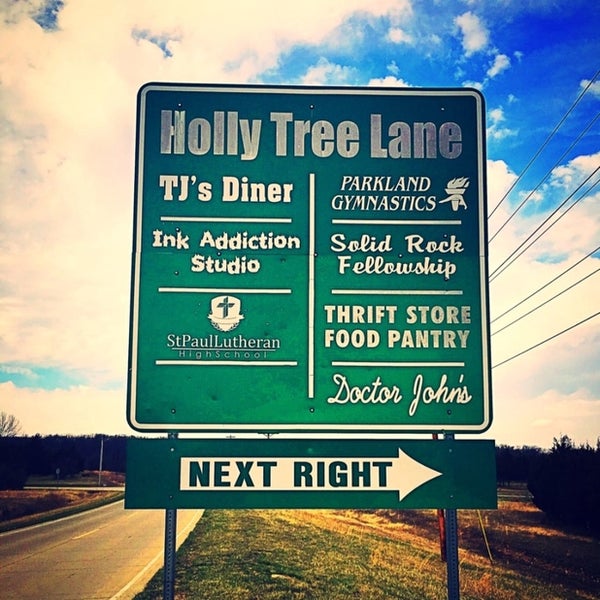 Holly Tree Lane
TJ's Diner
Ink Addiction
Studio
StPaulLutheran
HighSchool
PARKLAND
GYMNASTICS
Solid Rock
Fellowship
THRIFT STORE
FOOD PANTRY
Doctor John's
NEXT RIGHT